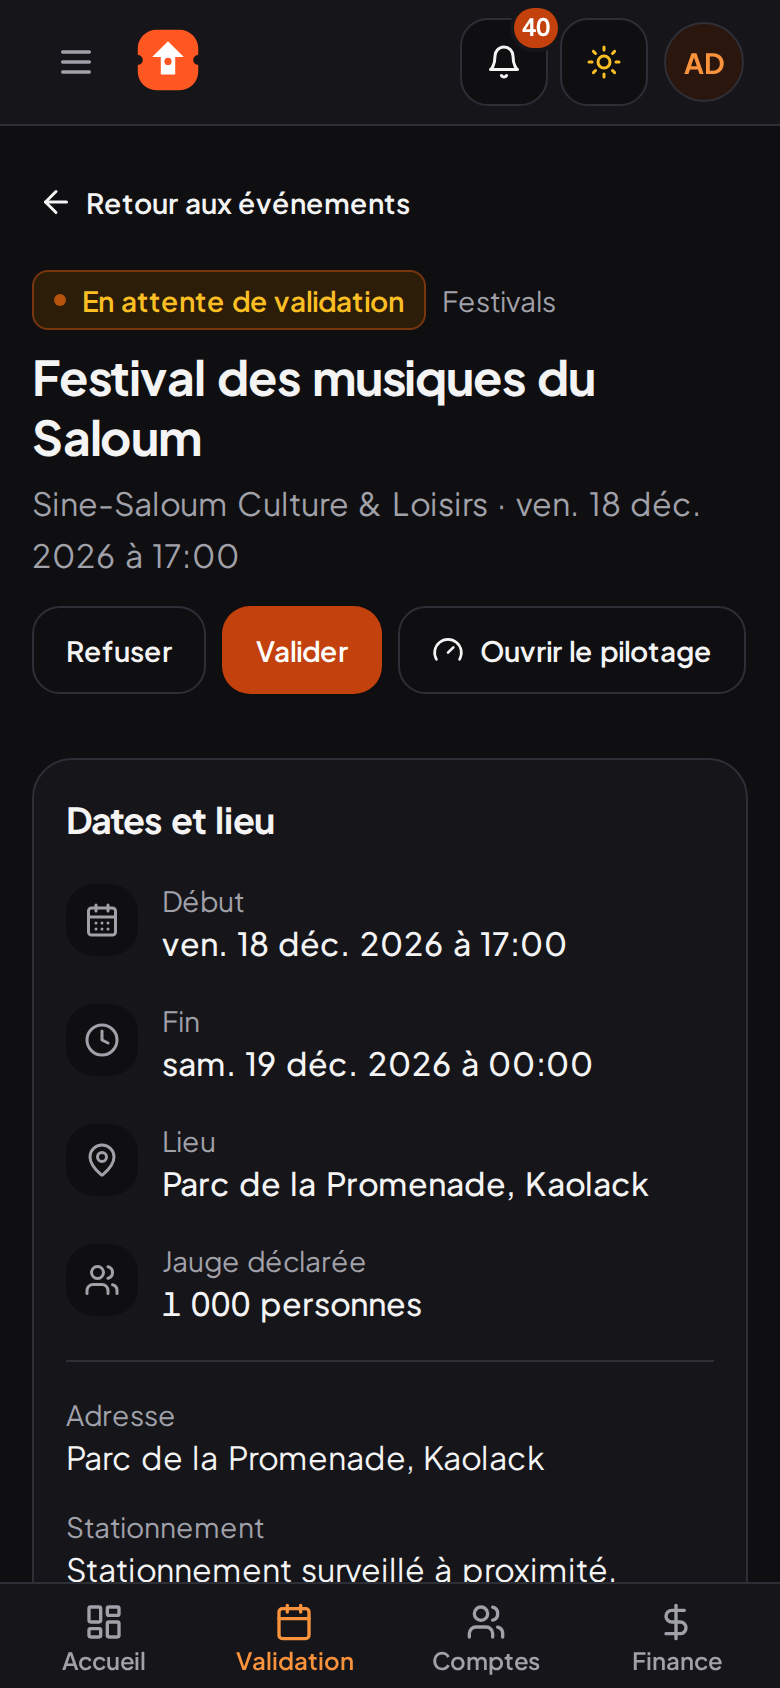 40
AD
Retour aux événements
En attente de validation Festivals
Festival des musiques du
Saloum
Sine-Saloum Culture & Loisirs · ven. 18 déc.
2026 à 17:00
Refuser Valider Ouvrir le pilotage
Dates et lieu
Début
ven. 18 déc. 2026 à 17:00
Fin
sam. 19 déc. 2026 à 00:00
Lieu
Parc de la Promenade, Kaolack
Jauge déclarée
1 000 personnes
Adresse
Parc de la Promenade, Kaolack
Stationnement
Stationnement surveillé à proximité.
Accueil Validation Comptes Finance